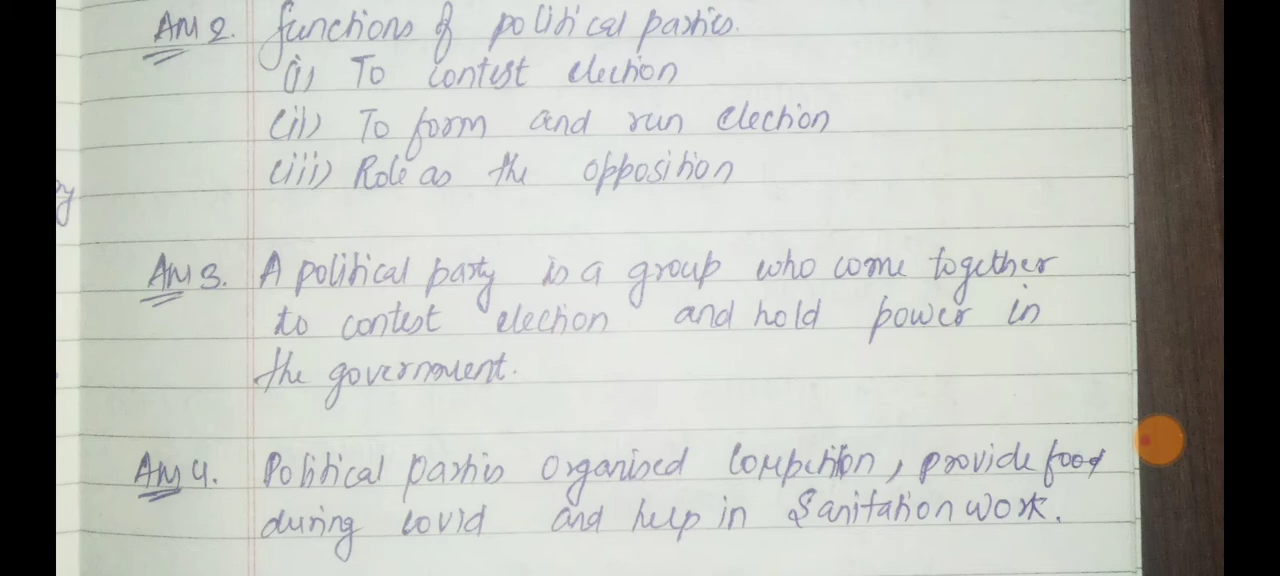 Ans 2. functions of political parties.
(i) To contest election
(ii) To form and run election
(iii) Role as the opposition
Ans 3. A political party is a group who come together
to contest election and hold power in
the government.
Ans 4. Political parties organised compitition, provide food
during covid and help in Sanitation work.